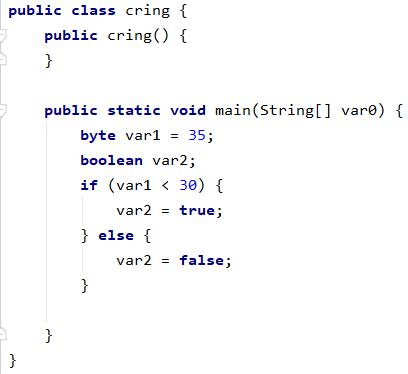 public class cring {
    public cring() {
    }

    public static void main(String[] var0) {
        byte var1 = 35;
        boolean var2;
        if (var1 < 30) {
            var2 = true;
        } else {
            var2 = false;
        }

    }
}